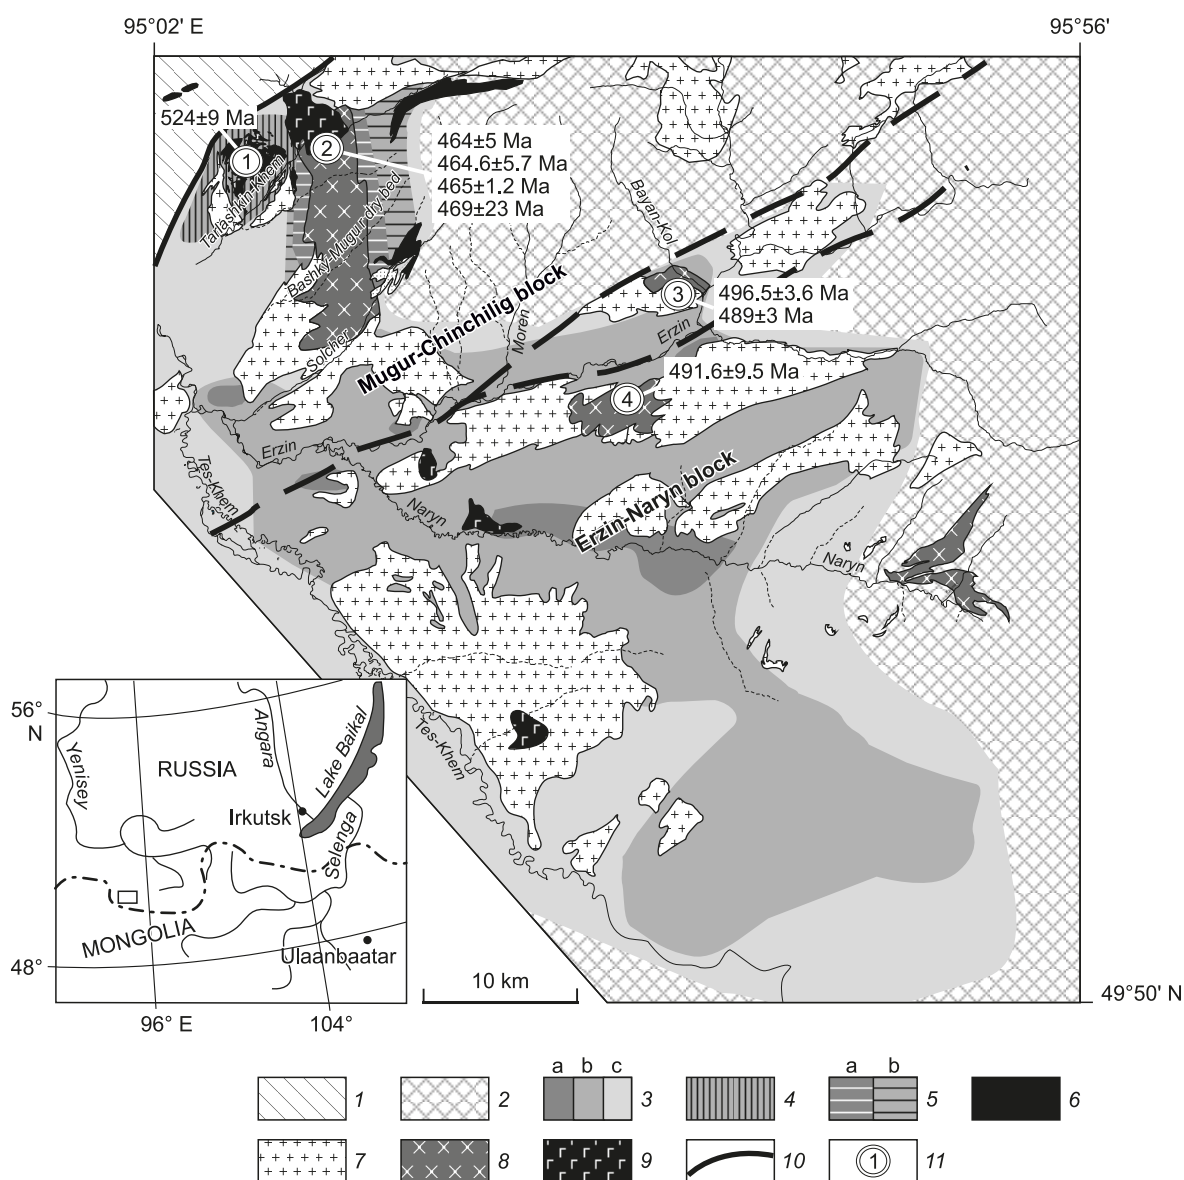 95°02' E
95°56'
524±9 Ma
1
2
464±5 Ma
464.6±5.7 Ma
465±1.2 Ma
469±23 Ma
Tarlashkin-Khem
Bashky-Mugur dry bed
Bayan-Kol
Mugur-Chinchilig block
3
496.5±3.6 Ma
489±3 Ma
Moren
Erzin
Solcher
491.6±9.5 Ma
4
Erzin
Tes-Khem
Naryn
Erzin-Naryn block
Naryn
Tes-Khem
56°
N
Yenisey
Angara
Lake Baikal
RUSSIA
Irkutsk
Selenga
MONGOLIA
Ulaanbaatar
48°
96° E
104°
10 km
49°50' N
a b c
a b
1
2
3
4
5
6
7
8
9
10
1
11